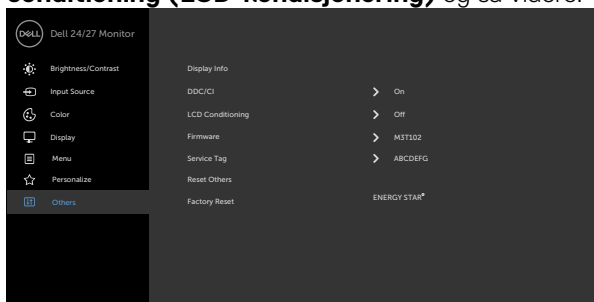 conditioning (LCD-kondisjonering) og så videre.
DELL Dell 24/27 Monitor
Brightness/Contrast Display Info
Input Source DDC/CI On
Color LCD Conditioning Off
Display Firmware M3T102
Menu Service Tag ABCDEFG
Personalize Reset Others
Others Factory Reset ENERGY STAR®